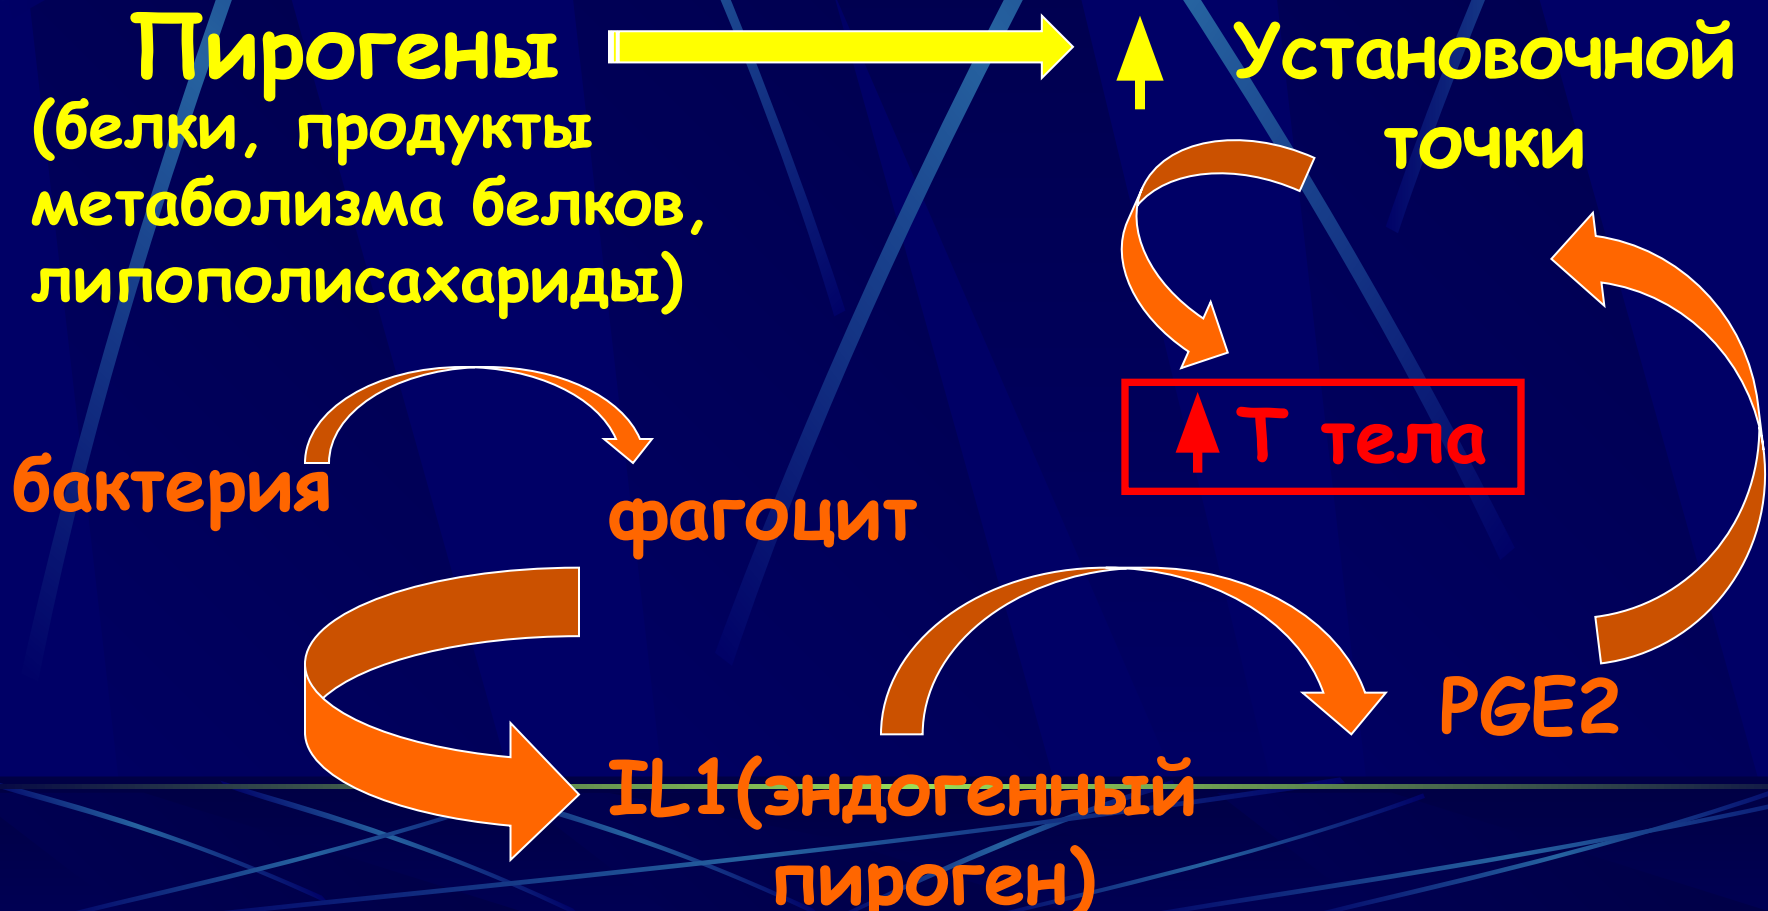 Пирогены
(белки, продукты
метаболизма белков,
липополисахариды)
Установочной
точки
Т тела
бактерия
фагоцит
PGE2
IL1(эндогенный
пироген)